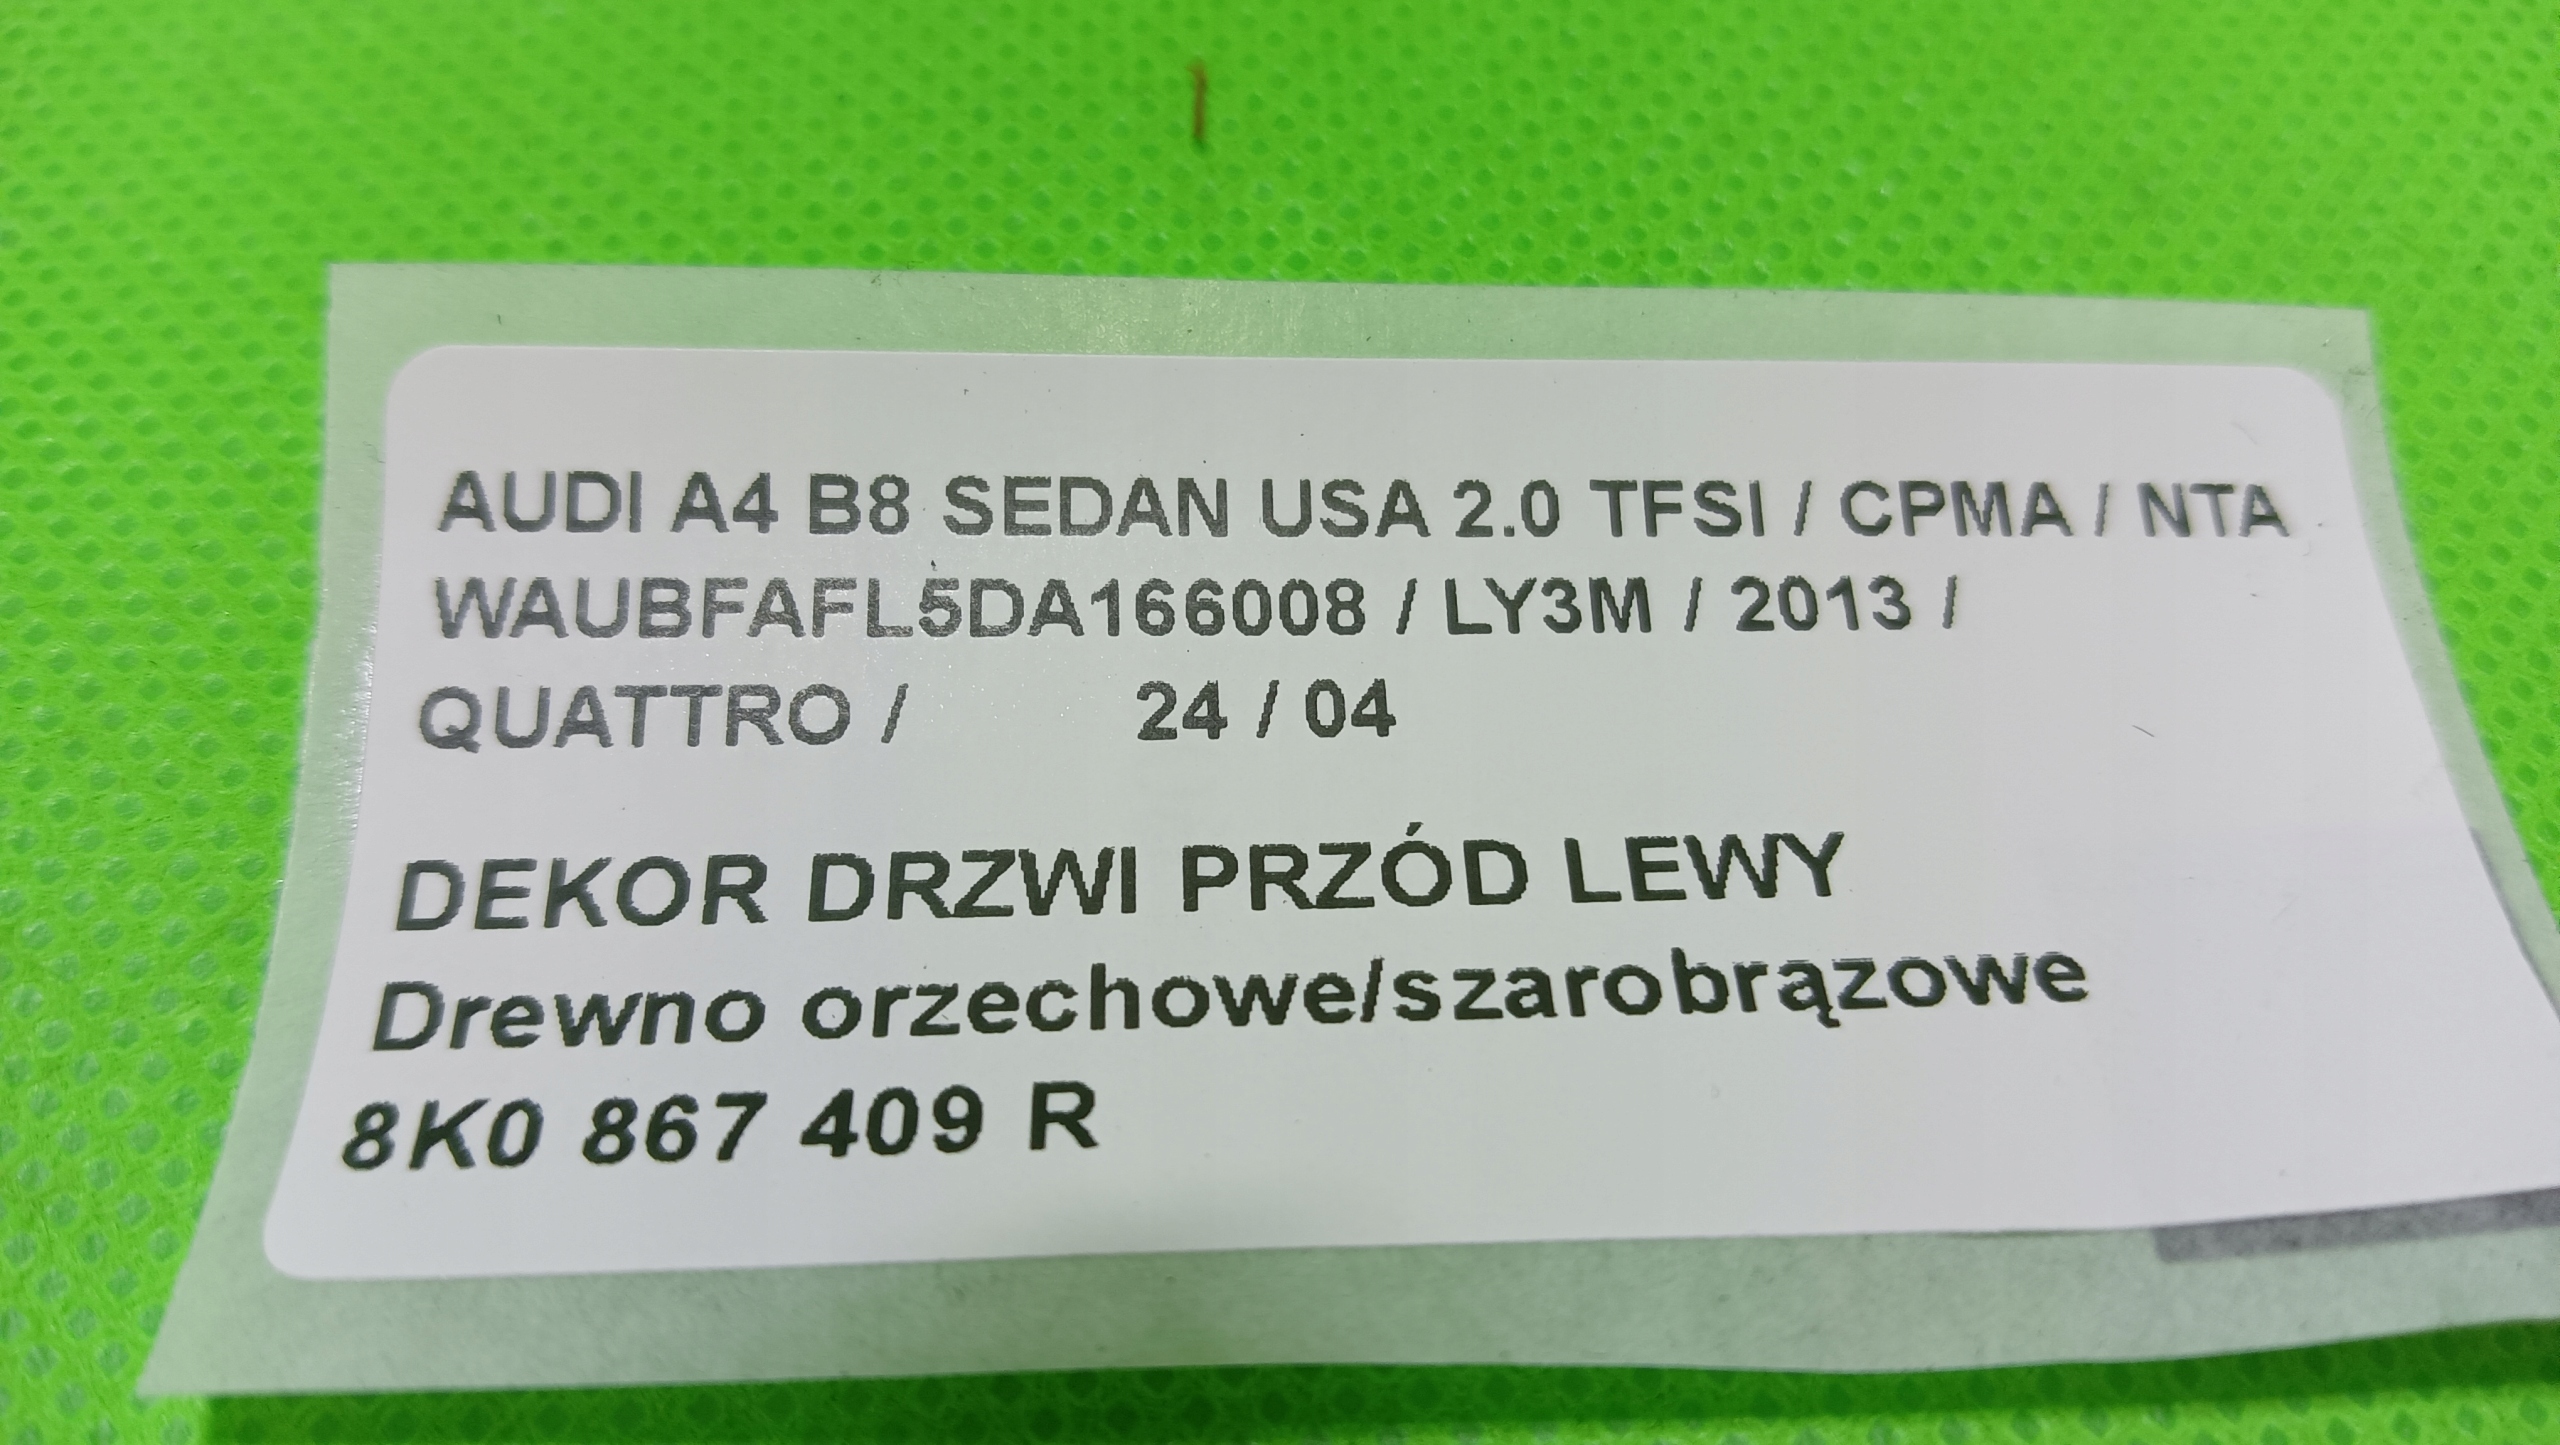 AUDI A4 B8 SEDAN USA 2.0 TFSI / CPMA / NTA
WAUBFAFL5DA166008 / LY3M / 2013 /
QUATTRO / 24 / 04
DEKOR DRZWI PRZÓD LEWY
Drewno orzechowe/szarobrązowe
8K0 867 409 R